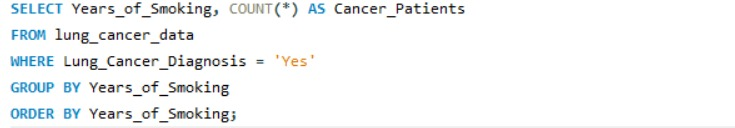 SELECT Years_of_Smoking, COUNT(*) AS Cancer_Patients
FROM lung_cancer_data
WHERE Lung_Cancer_Diagnosis = 'Yes'
GROUP BY Years_of_Smoking
ORDER BY Years_of_Smoking;